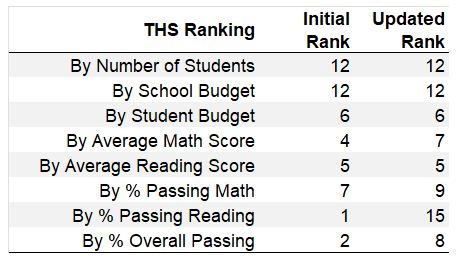 THS Ranking Initial Rank Updated Rank
By Number of Students 12 12
By School Budget 12 12
By Student Budget 6 6
By Average Math Score 4 7
By Average Reading Score 5 5
By % Passing Math 7 9
By % Passing Reading 1 15
By % Overall Passing 2 8